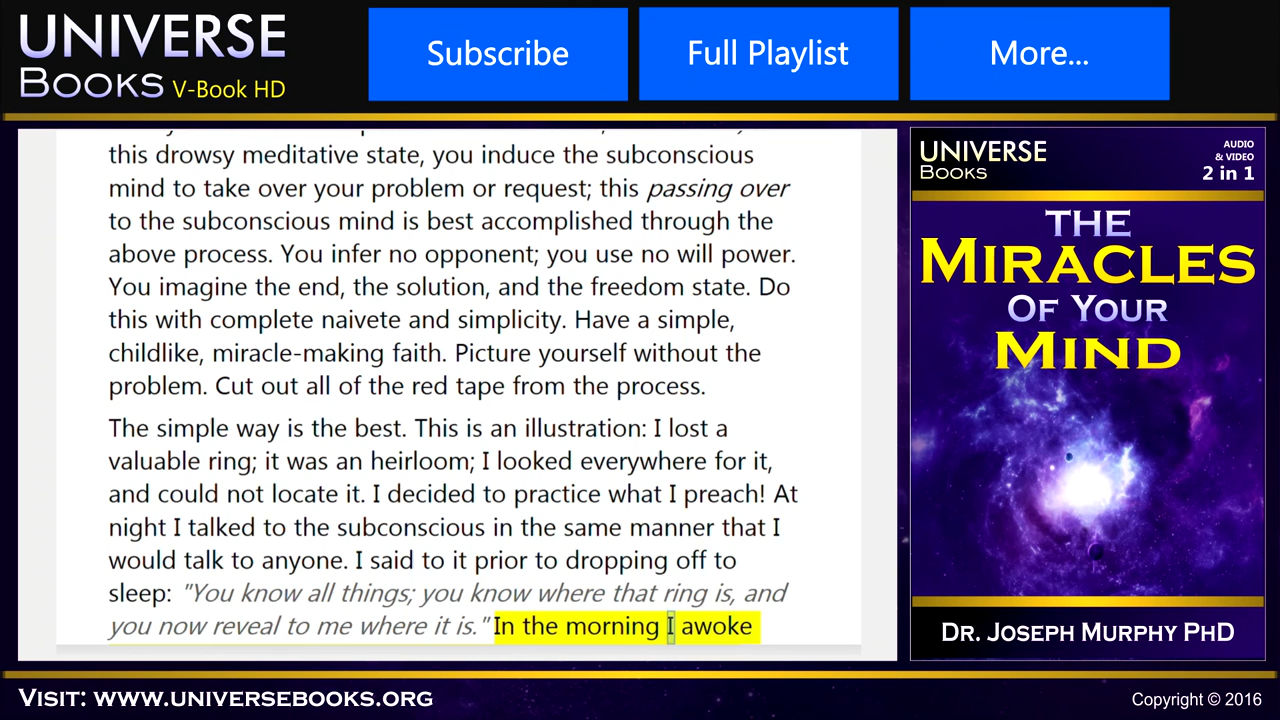 UNIVERSE
BOOKS V-Book HD
Subscribe
Full Playlist
More...
this drowsy meditative state, you induce the subconscious
mind to take over your problem or request; this passing over
to the subconscious mind is best accomplished through the
above process. You infer no opponent; you use no will power.
You imagine the end, the solution, and the freedom state. Do
this with complete naivete and simplicity. Have a simple,
childlike, miracle-making faith. Picture yourself without the
problem. Cut out all of the red tape from the process.
The simple way is the best. This is an illustration: I lost a
valuable ring; it was an heirloom; I looked everywhere for it,
and could not locate it. I decided to practice what I preach! At
night I talked to the subconscious in the same manner that I
would talk to anyone. I said to it prior to dropping off to
sleep: "You know all things; you know where that ring is, and
you now reveal to me where it is." In the morning I awoke
UNIVERSE
BOOKS
AUDIO
& VIDEO
2 in 1
THE
MIRACLES
OF YOUR
MIND
DR. JOSEPH MURPHY PHD
VISIT: WWW.UNIVERSEBOOKS.ORG
Copyright © 2016